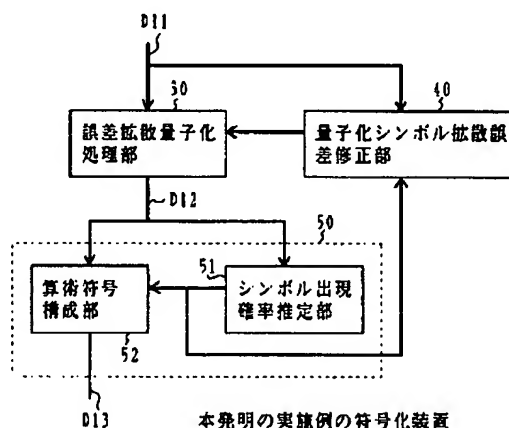 D11
30
40
誤差拡散量子化
処理部
量子化シンボル拡散誤
差修正部
D12
50
51
算術符号
構成部
シンボル出現
確率推定部
52
D13
本発明の実施例の符号化装置